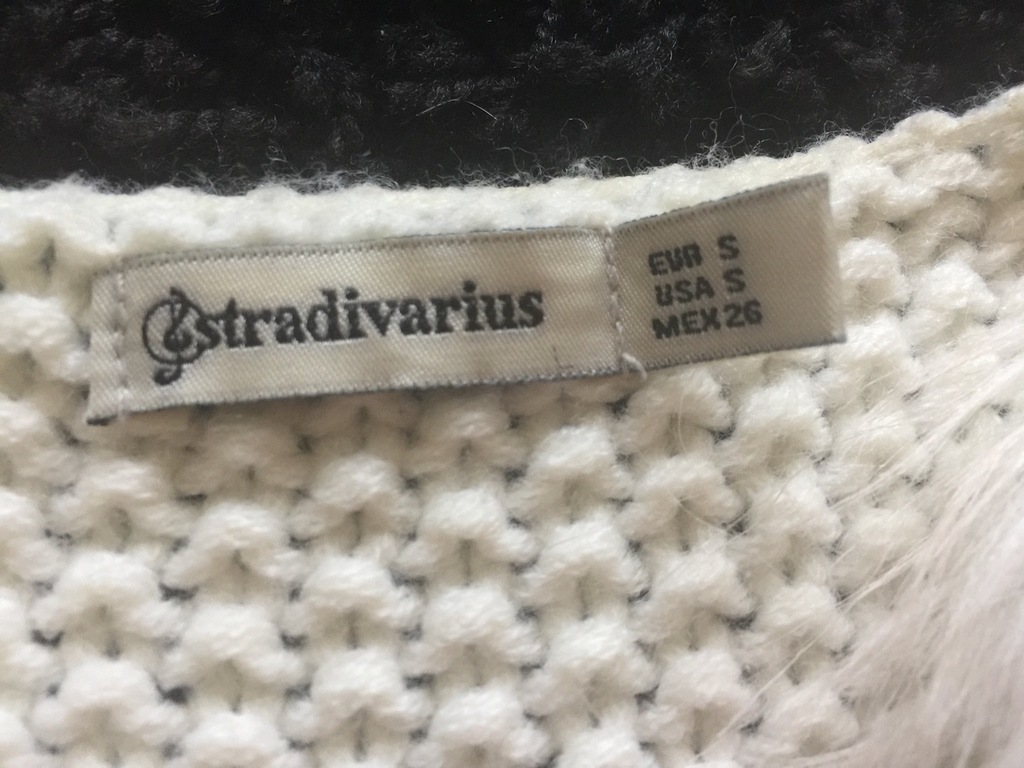 stradivarius
EUR S
USA S
MEX 26